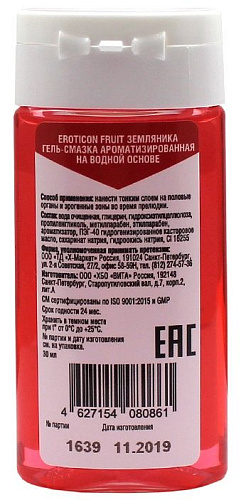 EROTICON FRUIT ЗЕМЛЯНИКА
ГЕЛЬ-СМАЗКА АРОМАТИЗИРОВАННАЯ
НА ВОДНОЙ ОСНОВЕ
Способ применения: нанести тонким слоем на половые
органы и эрогенные зоны во время прелюдии.
Состав: вода очищенная, глицерин, гидроксиэтилцеллюлоза,
пропиленгликоль, метилпарабен, этилпарабен,
ароматизатор, ПЭГ-40 гидрогенизированное касторовое
масло, сахаринат натрия, гидроксид натрия, CI 16255
Фирма, уполномоченная принимать претензии:
ООО «ТД «Х-Маркет» Россия, 191024 Санкт-Петербург,
ул. 2-я Советская, 27/2, офис 58-59Н, тел. (812) 274-57-36
Изготовитель: ООО «ХБО «ВИТА» Россия, 192148
Санкт-Петербург, Старопутиловский вал, д.7, корп.2,
лит.А
СМ сертифицированы по ISO 9001:2015 и GMP
Срок годности 24 мес.
Хранить в темном месте
при t° от 0°С до +25°С.
№ партии и дату изготовления
см. на упаковке.
30 мл
EAC
4 627154 080861
№ партии Дата изготовления
1639 11.2019